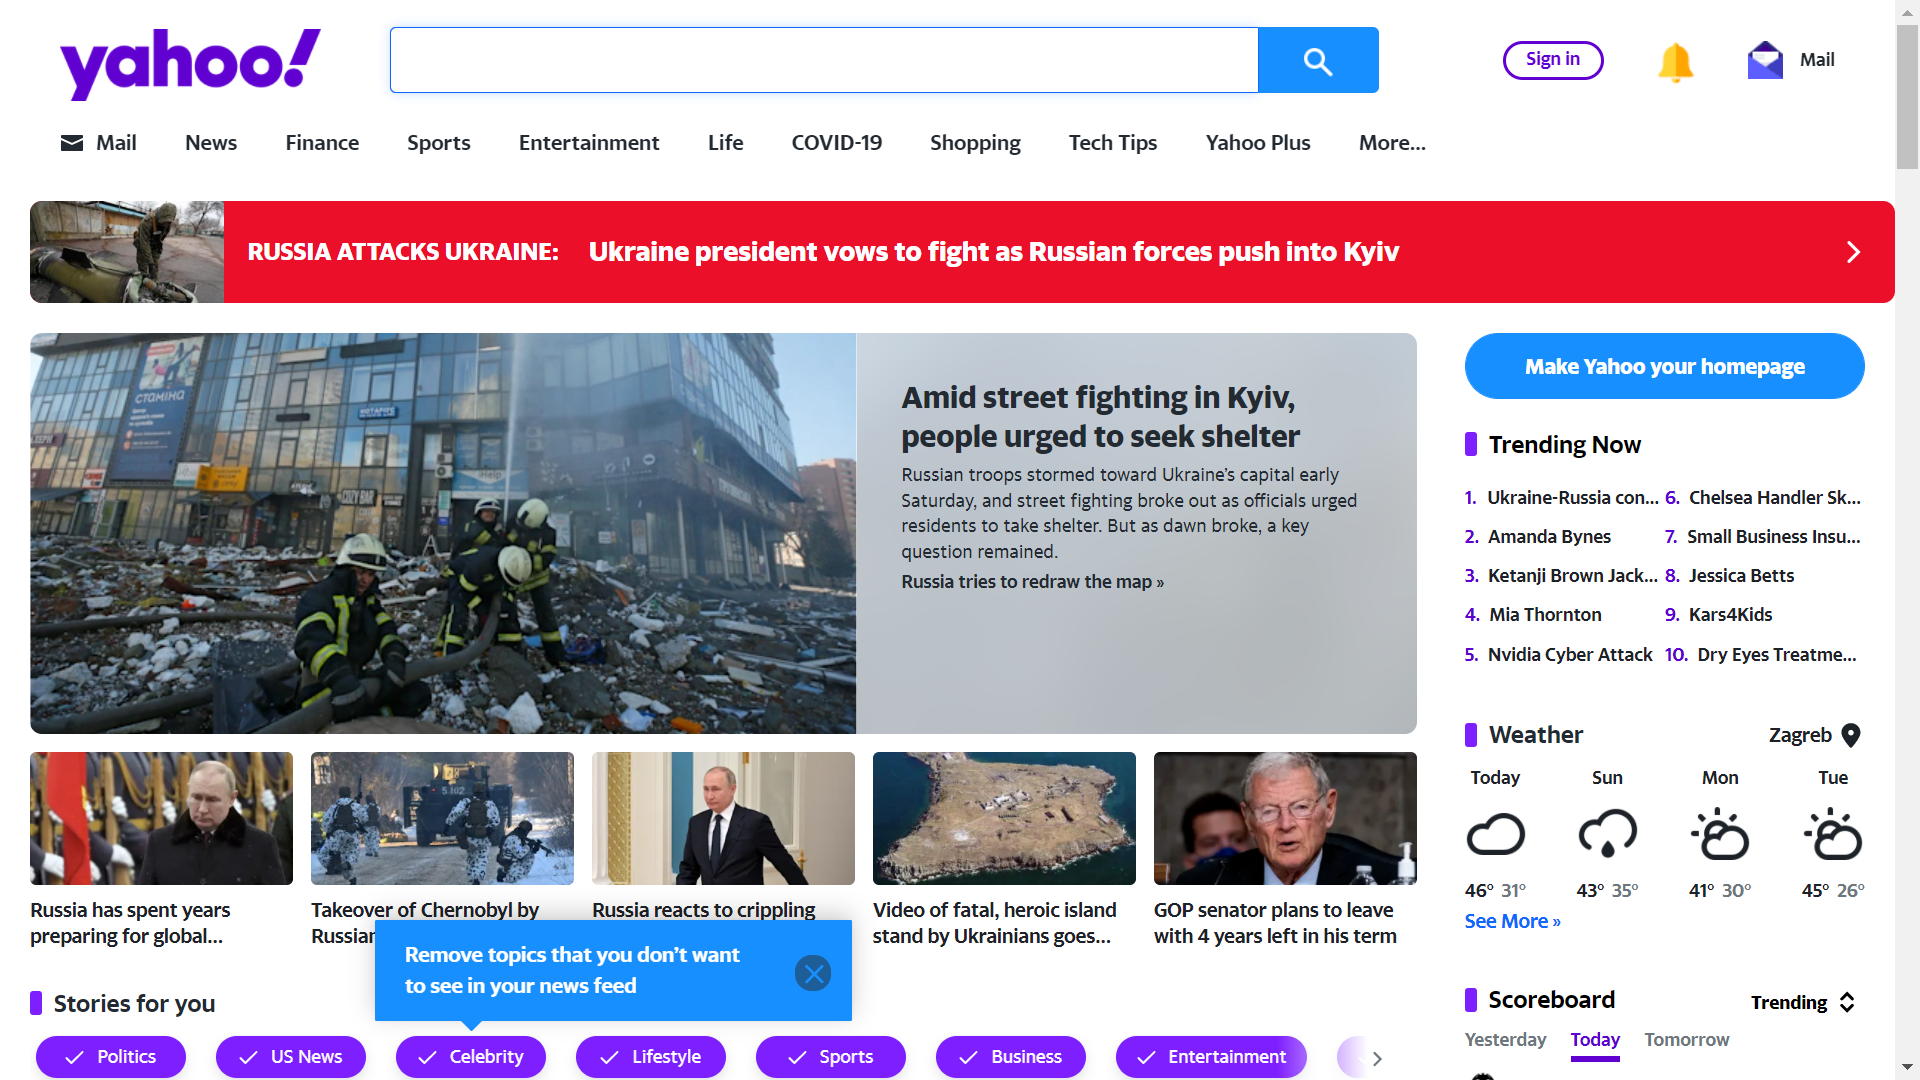 yahoo!
Sign in
Mail
Mail
News
Finance
Sports
Entertainment
Life
COVID-19
Shopping
Tech Tips
Yahoo Plus
More...
RUSSIA ATTACKS UKRAINE: Ukraine president vows to fight as Russian forces push into Kyiv
СТАМІНА
НОТАРІУС
COZY BAR
iHelp
Amid street fighting in Kyiv,
people urged to seek shelter
Russian troops stormed toward Ukraine's capital early
Saturday, and street fighting broke out as officials urged
residents to take shelter. But as dawn broke, a key
question remained.
Russia tries to redraw the map »
Russia has spent years
preparing for global...
5 102
Takeover of Chernobyl by
Russian
Russia reacts to crippling
Video of fatal, heroic island
stand by Ukrainians goes...
GOP senator plans to leave
with 4 years left in his term
Remove topics that you don't want
to see in your news feed
Stories for you
Politics
US News
Celebrity
Lifestyle
Sports
Business
Entertainment
Make Yahoo your homepage
Trending Now
1. Ukraine-Russia con...
2. Amanda Bynes
3. Ketanji Brown Jack...
4. Mia Thornton
5. Nvidia Cyber Attack
6. Chelsea Handler Sk...
7. Small Business Insu...
8. Jessica Betts
9. Kars4Kids
10. Dry Eyes Treatme...
Weather
Zagreb
Today
Sun
Mon
Tue
46° 31°
43° 35°
41° 30°
45° 26°
See More »
Scoreboard
Trending
Yesterday
Today
Tomorrow